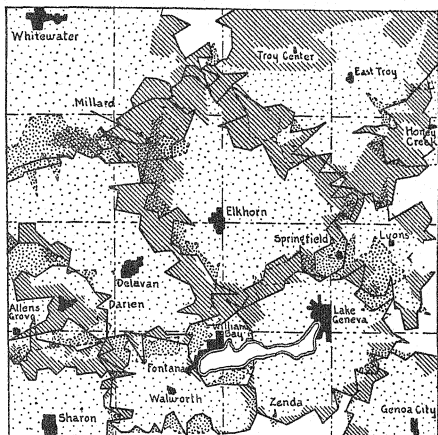 Whitewater
Troy Center
East Troy
Millard
Honey
Creek
Elkhorn
Springfield
Lyons
Delavan
Allens
Grove
Darien
Lake
Geneva
Williams
Bay
Fontana
Walworth
Zenda
Sharon
Genoa City